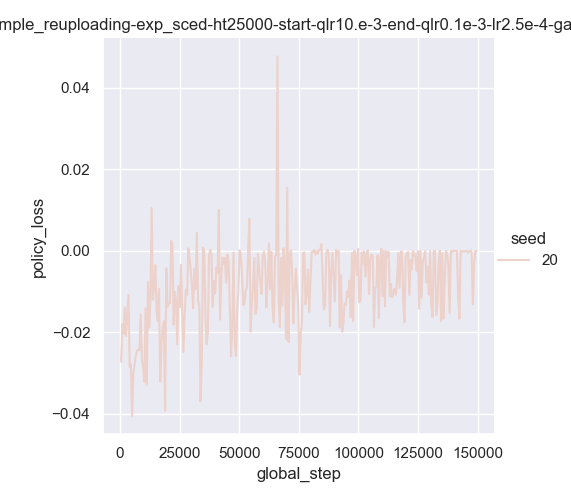 mple_reuploading-exp_sced-ht25000-start-qlr10.e-3-end-qlr0.1e-3-lr2.5e-4-ga
0.04
0.02
0.00
−0.02
−0.04
policy_loss
0 25000 50000 75000 100000 125000 150000
global_step
seed
20